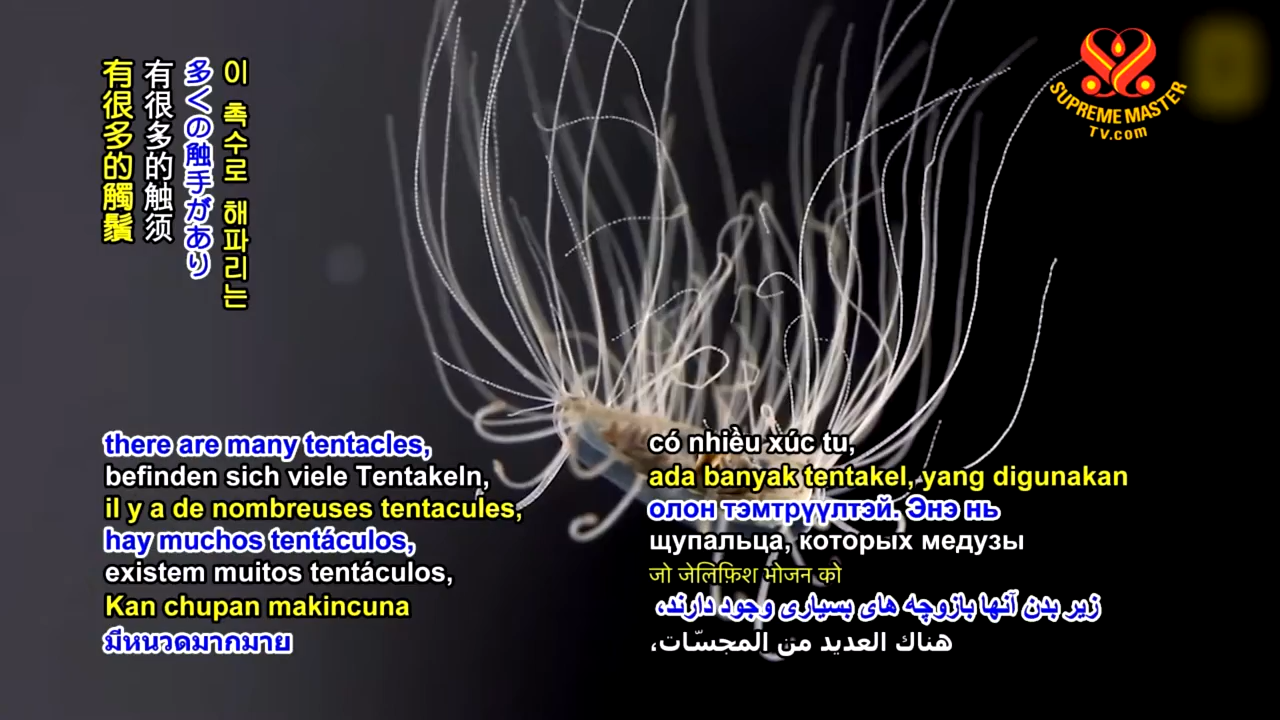 有很多的觸鬚
有很多的触须
多くの触手があり
이 촉수로 해파리는
SUPREME MASTER
TV.com
there are many tentacles,
befinden sich viele Tentakeln,
il y a de nombreuses tentacules,
hay muchos tentáculos,
existem muitos tentáculos,
Kan chupan makincuna
มีหนวดมากมาย
có nhiều xúc tu,
ada banyak tentakel, yang digunakan
олон тэмтрүүлтэй. Энэ нь
щупальца, которых медузы
जो जेलिफ़िश भोजन को
زیر بدن آنها بازوچه های بسیاری وجود دارند،
هناك العديد من المجسّات،